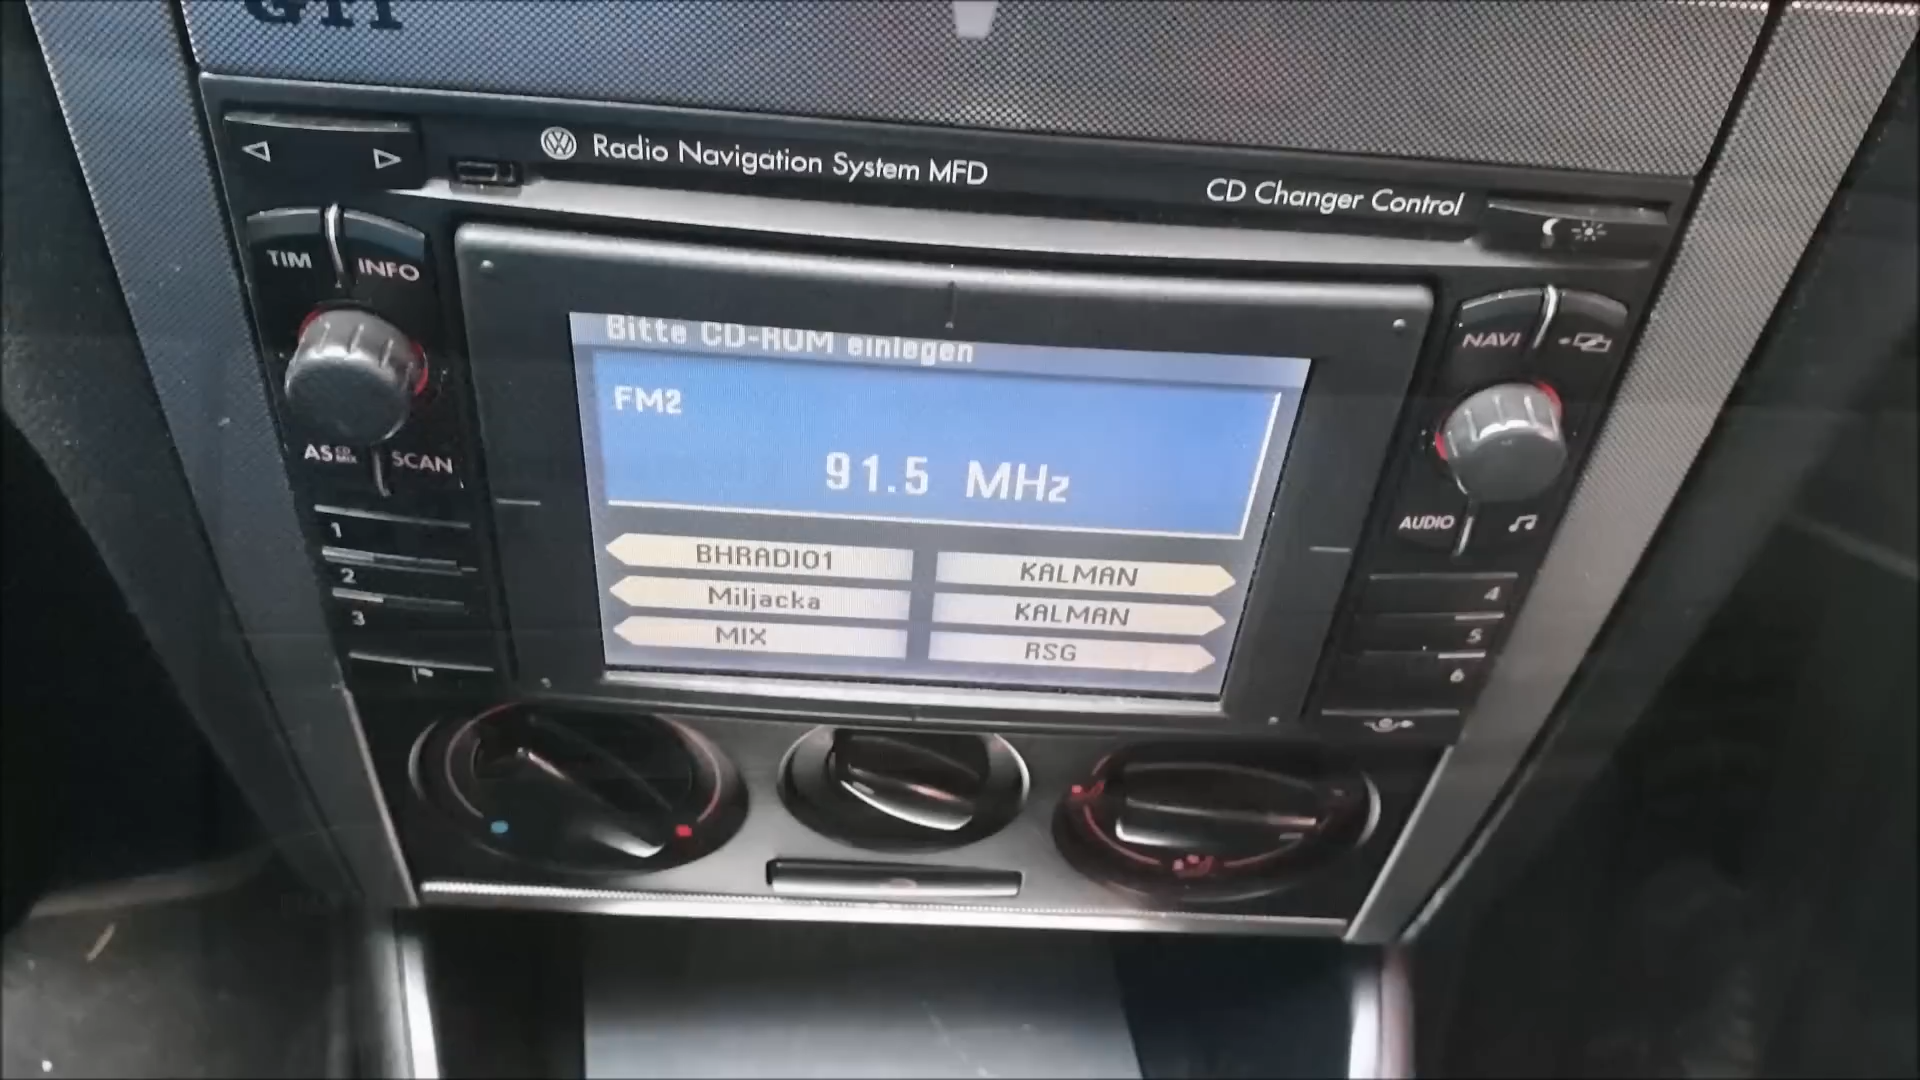 GTI
Radio Navigation System MFD
CD Changer Control
TIM INFO
NAVI
Bitte CD-ROM einlegen
FM2
91.5 MHz
AS CD MIX SCAN
AUDIO
1
2
3
BHRADIO1 KALMAN
Miljacka KALMAN
MIX RSG
4
5
6